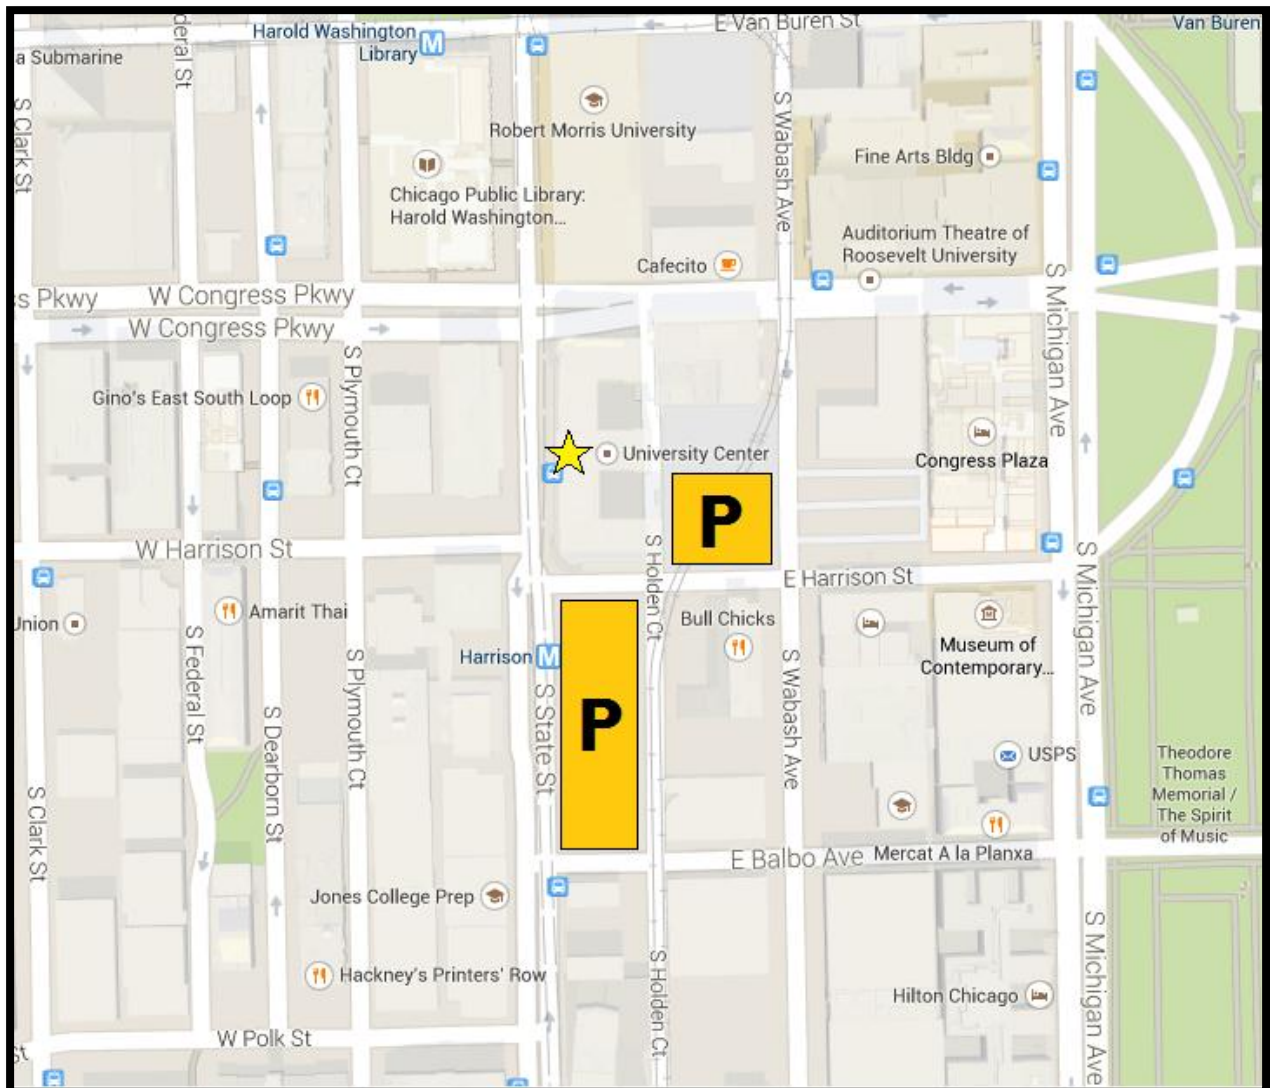 E Van Buren St
Van Buren
Harold Washington
Library
M
a Submarine
deral St
S Clark St
Robert Morris University
S Wabash Ave
Fine Arts Bldg
Chicago Public Library:
Harold Washington...
Auditorium Theatre of
Roosevelt University
Cafecito
S Michigan Ave
ss Pkwy
W Congress Pkwy
W Congress Pkwy
S Plymouth Ct
Gino's East South Loop
University Center
Congress Plaza
P
W Harrison St
S Holden Ct
E Harrison St
S Michigan Ave
Amarit Thai
Union
Bull Chicks
Museum of
Contemporary...
S Federal St
S Plymouth Ct
Harrison
M
S State St
P
S Wabash Ave
S Dearborn St
USPS
Theodore
Thomas
Memorial /
The Spirit
of Music
S Clark St
E Balbo Ave
Mercat A la Planxa
Jones College Prep
Hackney's Printers' Row
S Holden Ct
Hilton Chicago
S Michigan Ave
W Polk St
St